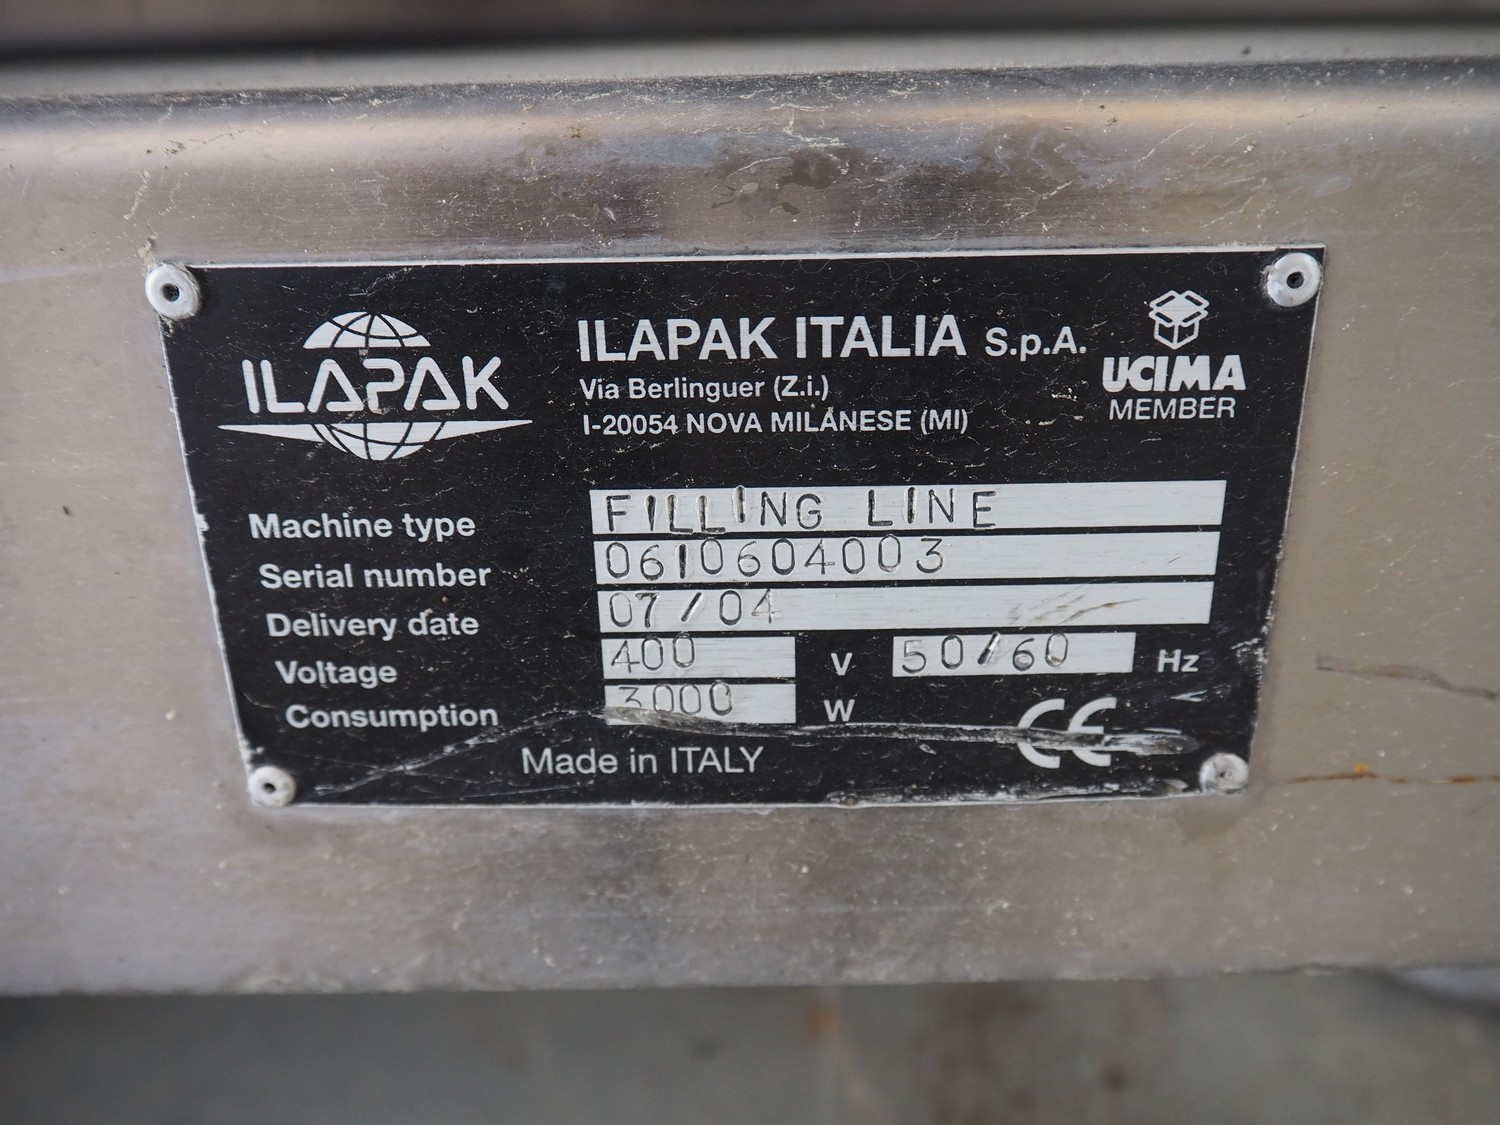 ILAPAK
ILAPAK ITALIA S.p.A.
Via Berlinguer (Z.i.)
I-20054 NOVA MILANESE (MI)
UCIMA
MEMBER
Machine type FILLING LINE
Serial number 0610604003
Delivery date 07/04
Voltage 400 V 50/60 Hz
Consumption 3000 W
Made in ITALY CE